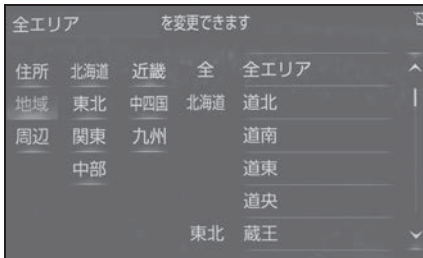 全エリア を変更できます
住所 北海道 近畿 全 全エリア
地域 東北 中四国 北海道 道北
周辺 関東 九州 道南
中部 道東
道央
東北 蔵王